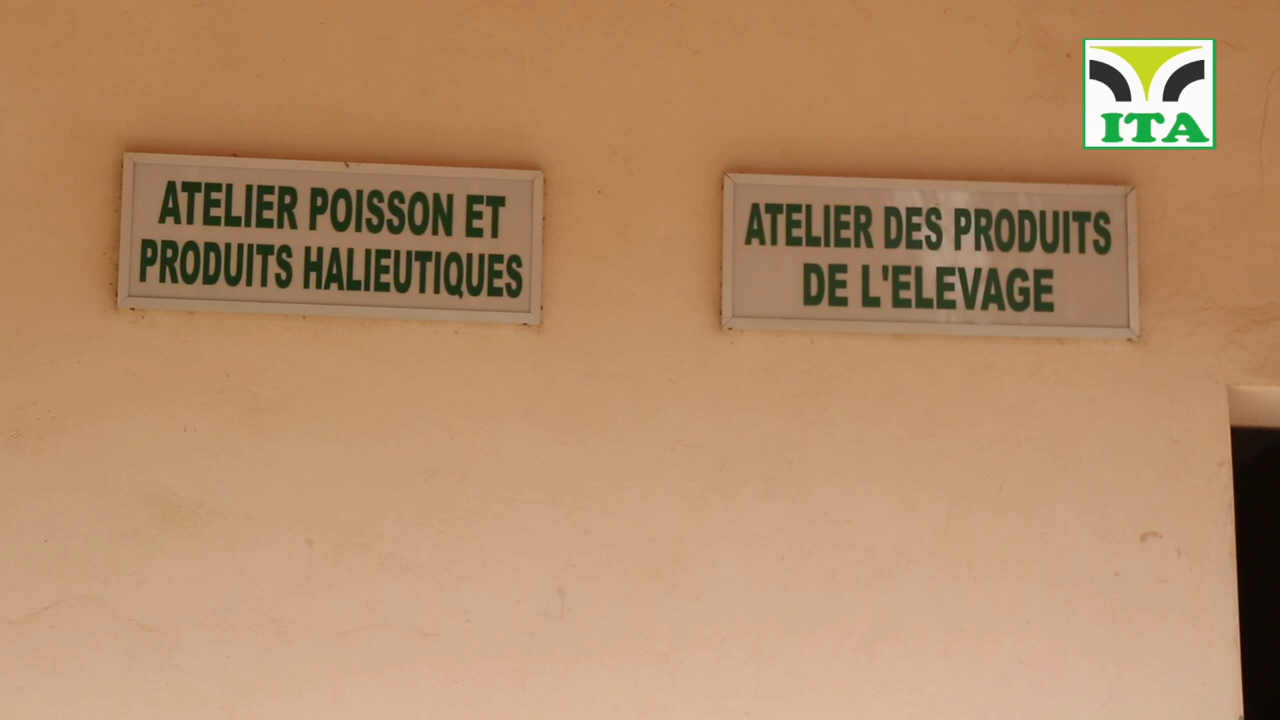 ITA
ATELIER POISSON ET
PRODUITS HALIEUTIQUES
ATELIER DES PRODUITS
DE L'ELEVAGE